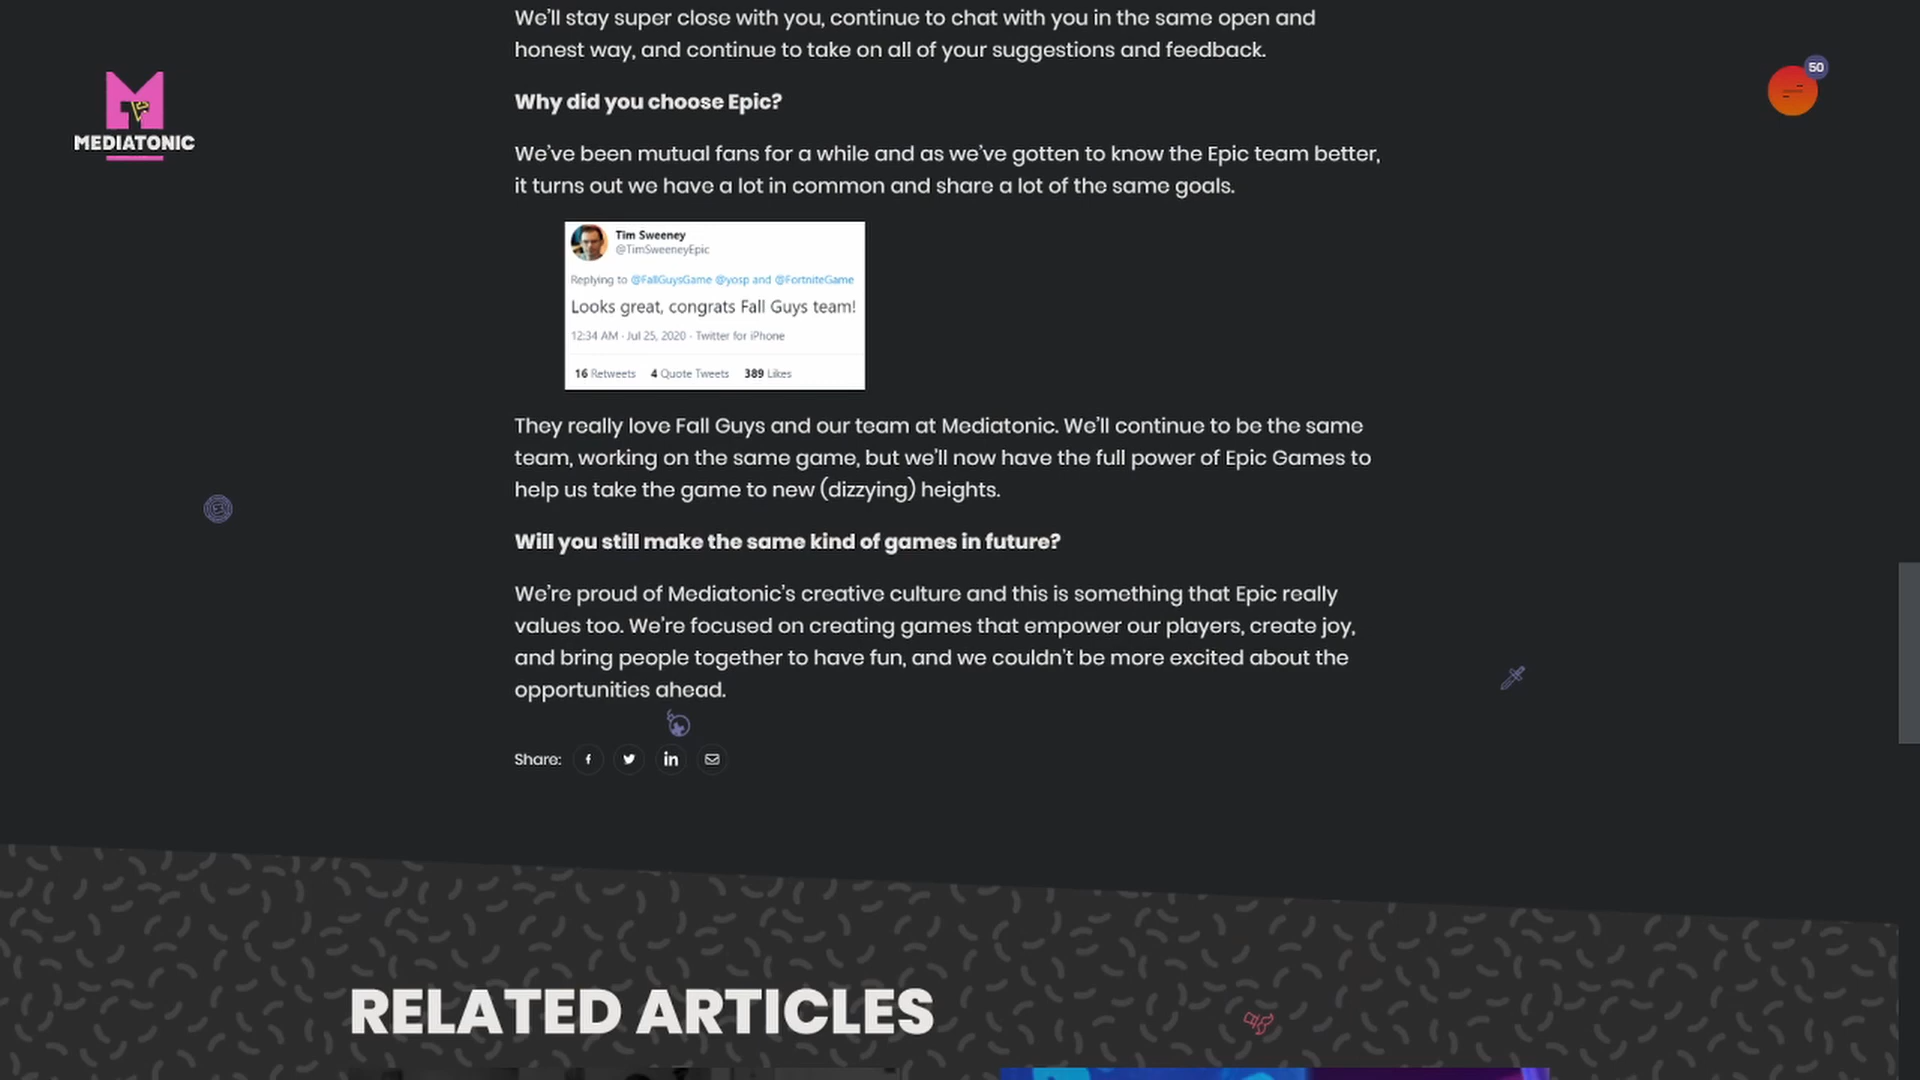 We'll stay super close with you, continue to chat with you in the same open and
honest way, and continue to take on all of your suggestions and feedback.
MEDIATONIC
50
Why did you choose Epic?
We've been mutual fans for a while and as we've gotten to know the Epic team better,
it turns out we have a lot in common and share a lot of the same goals.
Tim Sweeney
@TimSweeneyEpic
Replying to @FallGuysGame @yosp and @FortniteGame
Looks great, congrats Fall Guys team!
12:34 AM · Jul 25, 2020 · Twitter for iPhone
16 Retweets 4 Quote Tweets 389 Likes
They really love Fall Guys and our team at Mediatonic. We'll continue to be the same
team, working on the same game, but we'll now have the full power of Epic Games to
help us take the game to new (dizzying) heights.
Will you still make the same kind of games in future?
We're proud of Mediatonic's creative culture and this is something that Epic really
values too. We're focused on creating games that empower our players, create joy,
and bring people together to have fun, and we couldn't be more excited about the
opportunities ahead.
Share:
RELATED ARTICLES